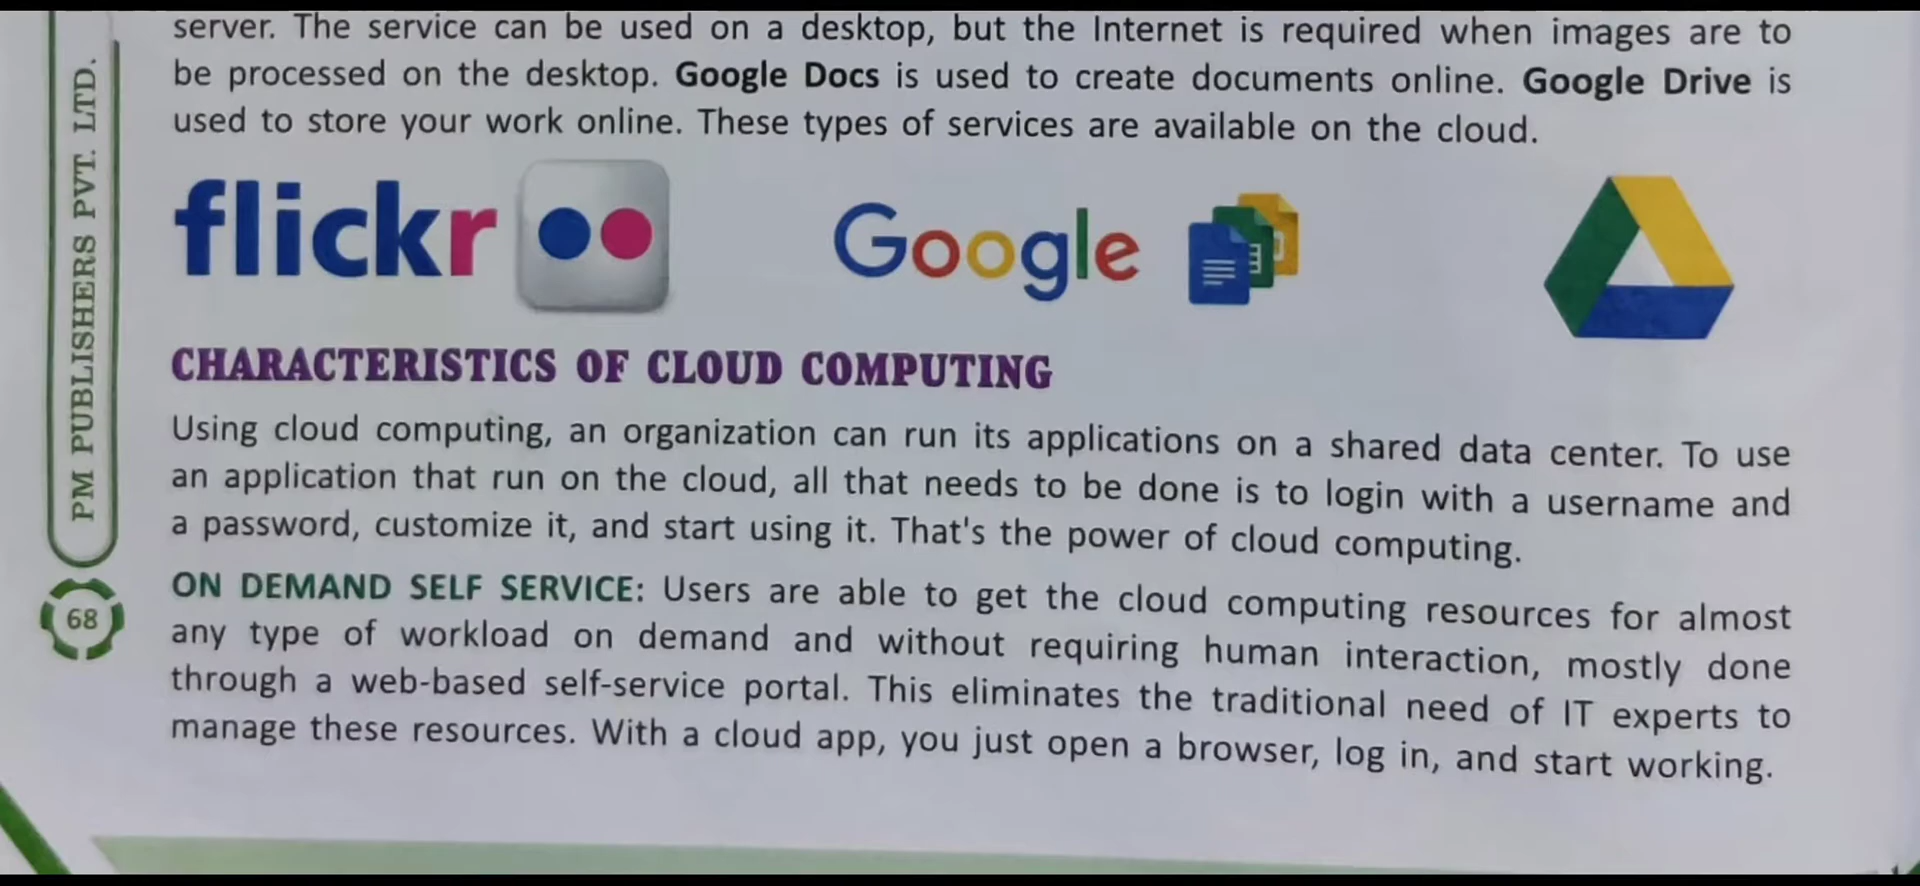 server. The service can be used on a desktop, but the Internet is required when images are to
be processed on the desktop. Google Docs is used to create documents online. Google Drive is
used to store your work online. These types of services are available on the cloud.
flickr
Google
CHARACTERISTICS OF CLOUD COMPUTING
Using cloud computing, an organization can run its applications on a shared data center. To use
an application that run on the cloud, all that needs to be done is to login with a username and
a password, customize it, and start using it. That's the power of cloud computing.
ON DEMAND SELF SERVICE: Users are able to get the cloud computing resources for almost
any type of workload on demand and without requiring human interaction, mostly done
through a web-based self-service portal. This eliminates the traditional need of IT experts to
manage these resources. With a cloud app, you just open a browser, log in, and start working.
PM PUBLISHERS PVT. LTD.
68